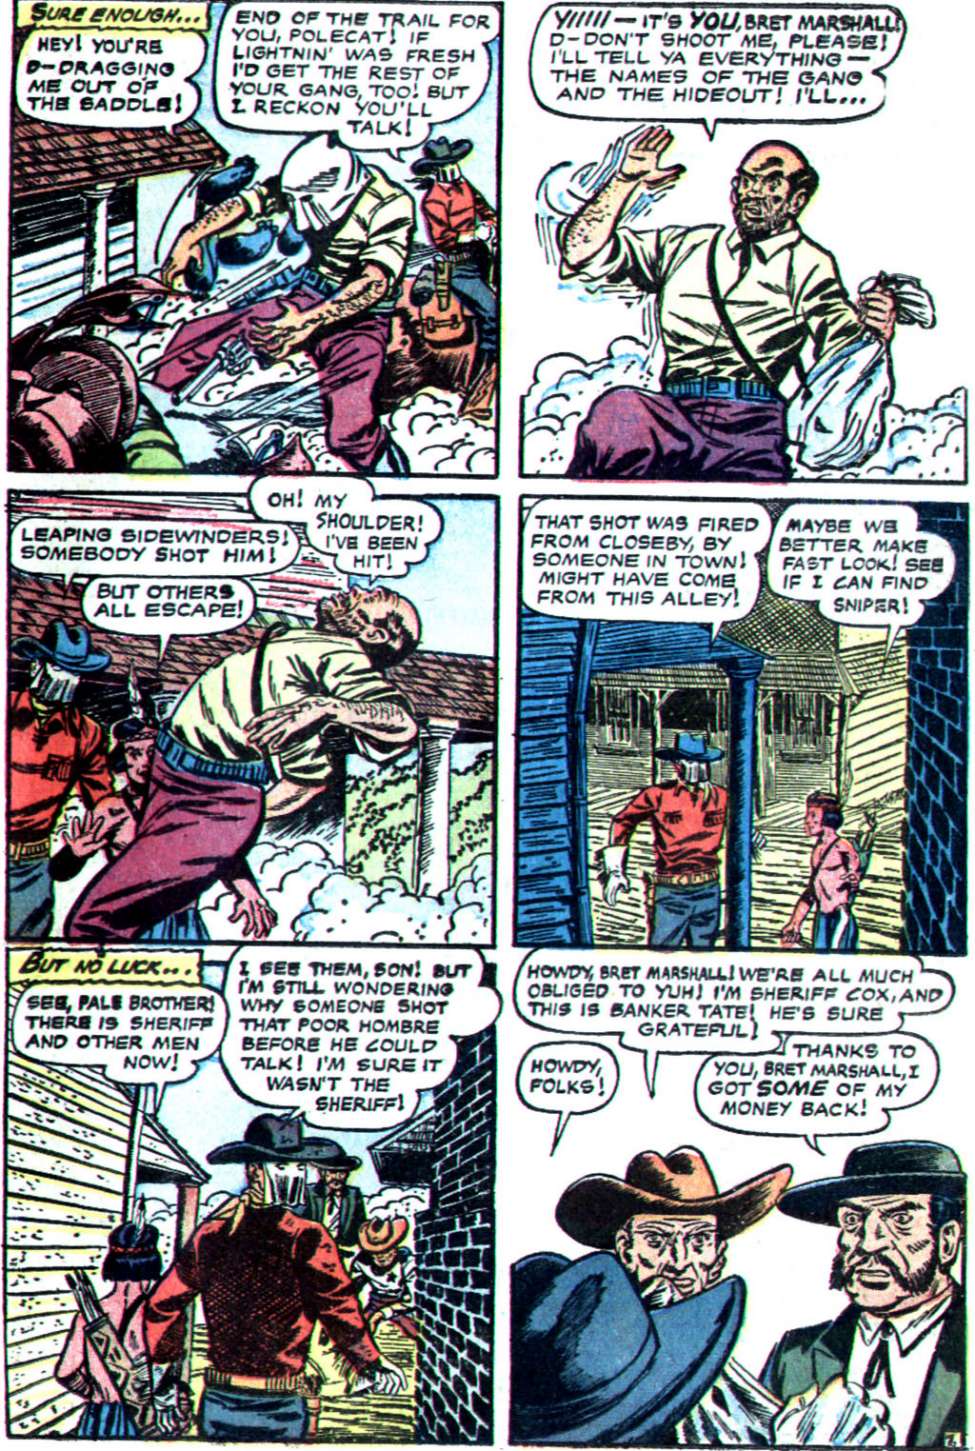 SURE ENOUGH...
HEY! YOU'RE
D-DRAGGING
ME OUT OF
THE SADDLE!
END OF THE TRAIL FOR
YOU, POLECAT! IF
LIGHTNIN' WAS FRESH
I'D GET THE REST OF
YOUR GANG, TOO! BUT
I RECKON YOU'LL
TALK!
YIIIII — IT'S YOU, BRET MARSHALL!
D-DON'T SHOOT ME, PLEASE!
I'LL TELL YA EVERYTHING —
THE NAMES OF THE GANG
AND THE HIDEOUT! I'LL...
LEAPING SIDEWINDERS!
SOMEBODY SHOT HIM!
BUT OTHERS
ALL ESCAPE!
OH! MY
SHOULDER!
I'VE BEEN
HIT!
THAT SHOT WAS FIRED
FROM CLOSEBY, BY
SOMEONE IN TOWN!
MIGHT HAVE COME
FROM THIS ALLEY!
MAYBE WE
BETTER MAKE
FAST LOOK! SEE
IF I CAN FIND
SNIPER!
BUT NO LUCK...
SEE, PALE BROTHER!
THERE IS SHERIFF
AND OTHER MEN
NOW!
I SEE THEM, SON! BUT
I'M STILL WONDERING
WHY SOMEONE SHOT
THAT POOR HOMBRE
BEFORE HE COULD
TALK! I'M SURE IT
WASN'T THE
SHERIFF!
HOWDY, BRET MARSHALL! WE'RE ALL MUCH
OBLIGED TO YUH! I'M SHERIFF COX, AND
THIS IS BANKER TATE! HE'S SURE
GRATEFUL!
HOWDY,
FOLKS!
THANKS TO
YOU, BRET MARSHALL, I
GOT SOME OF MY
MONEY BACK!